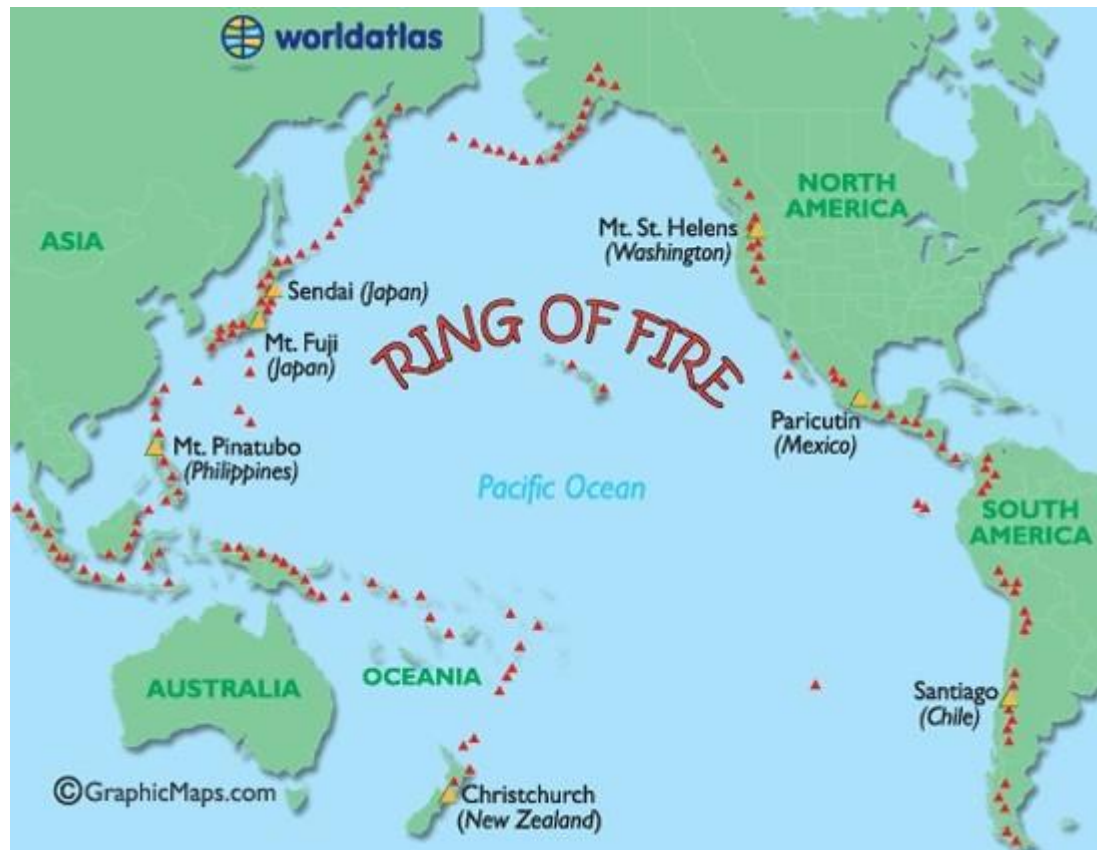 worldatlas
NORTH
AMERICA
ASIA
Mt. St. Helens
(Washington)
Sendai (Japan)
RING OF FIRE
Mt. Fuji
(Japan)
Paricutin
(Mexico)
Mt. Pinatubo
(Philippines)
Pacific Ocean
SOUTH
AMERICA
OCEANIA
AUSTRALIA
Santiago
(Chile)
©GraphicMaps.com
Christchurch
(New Zealand)